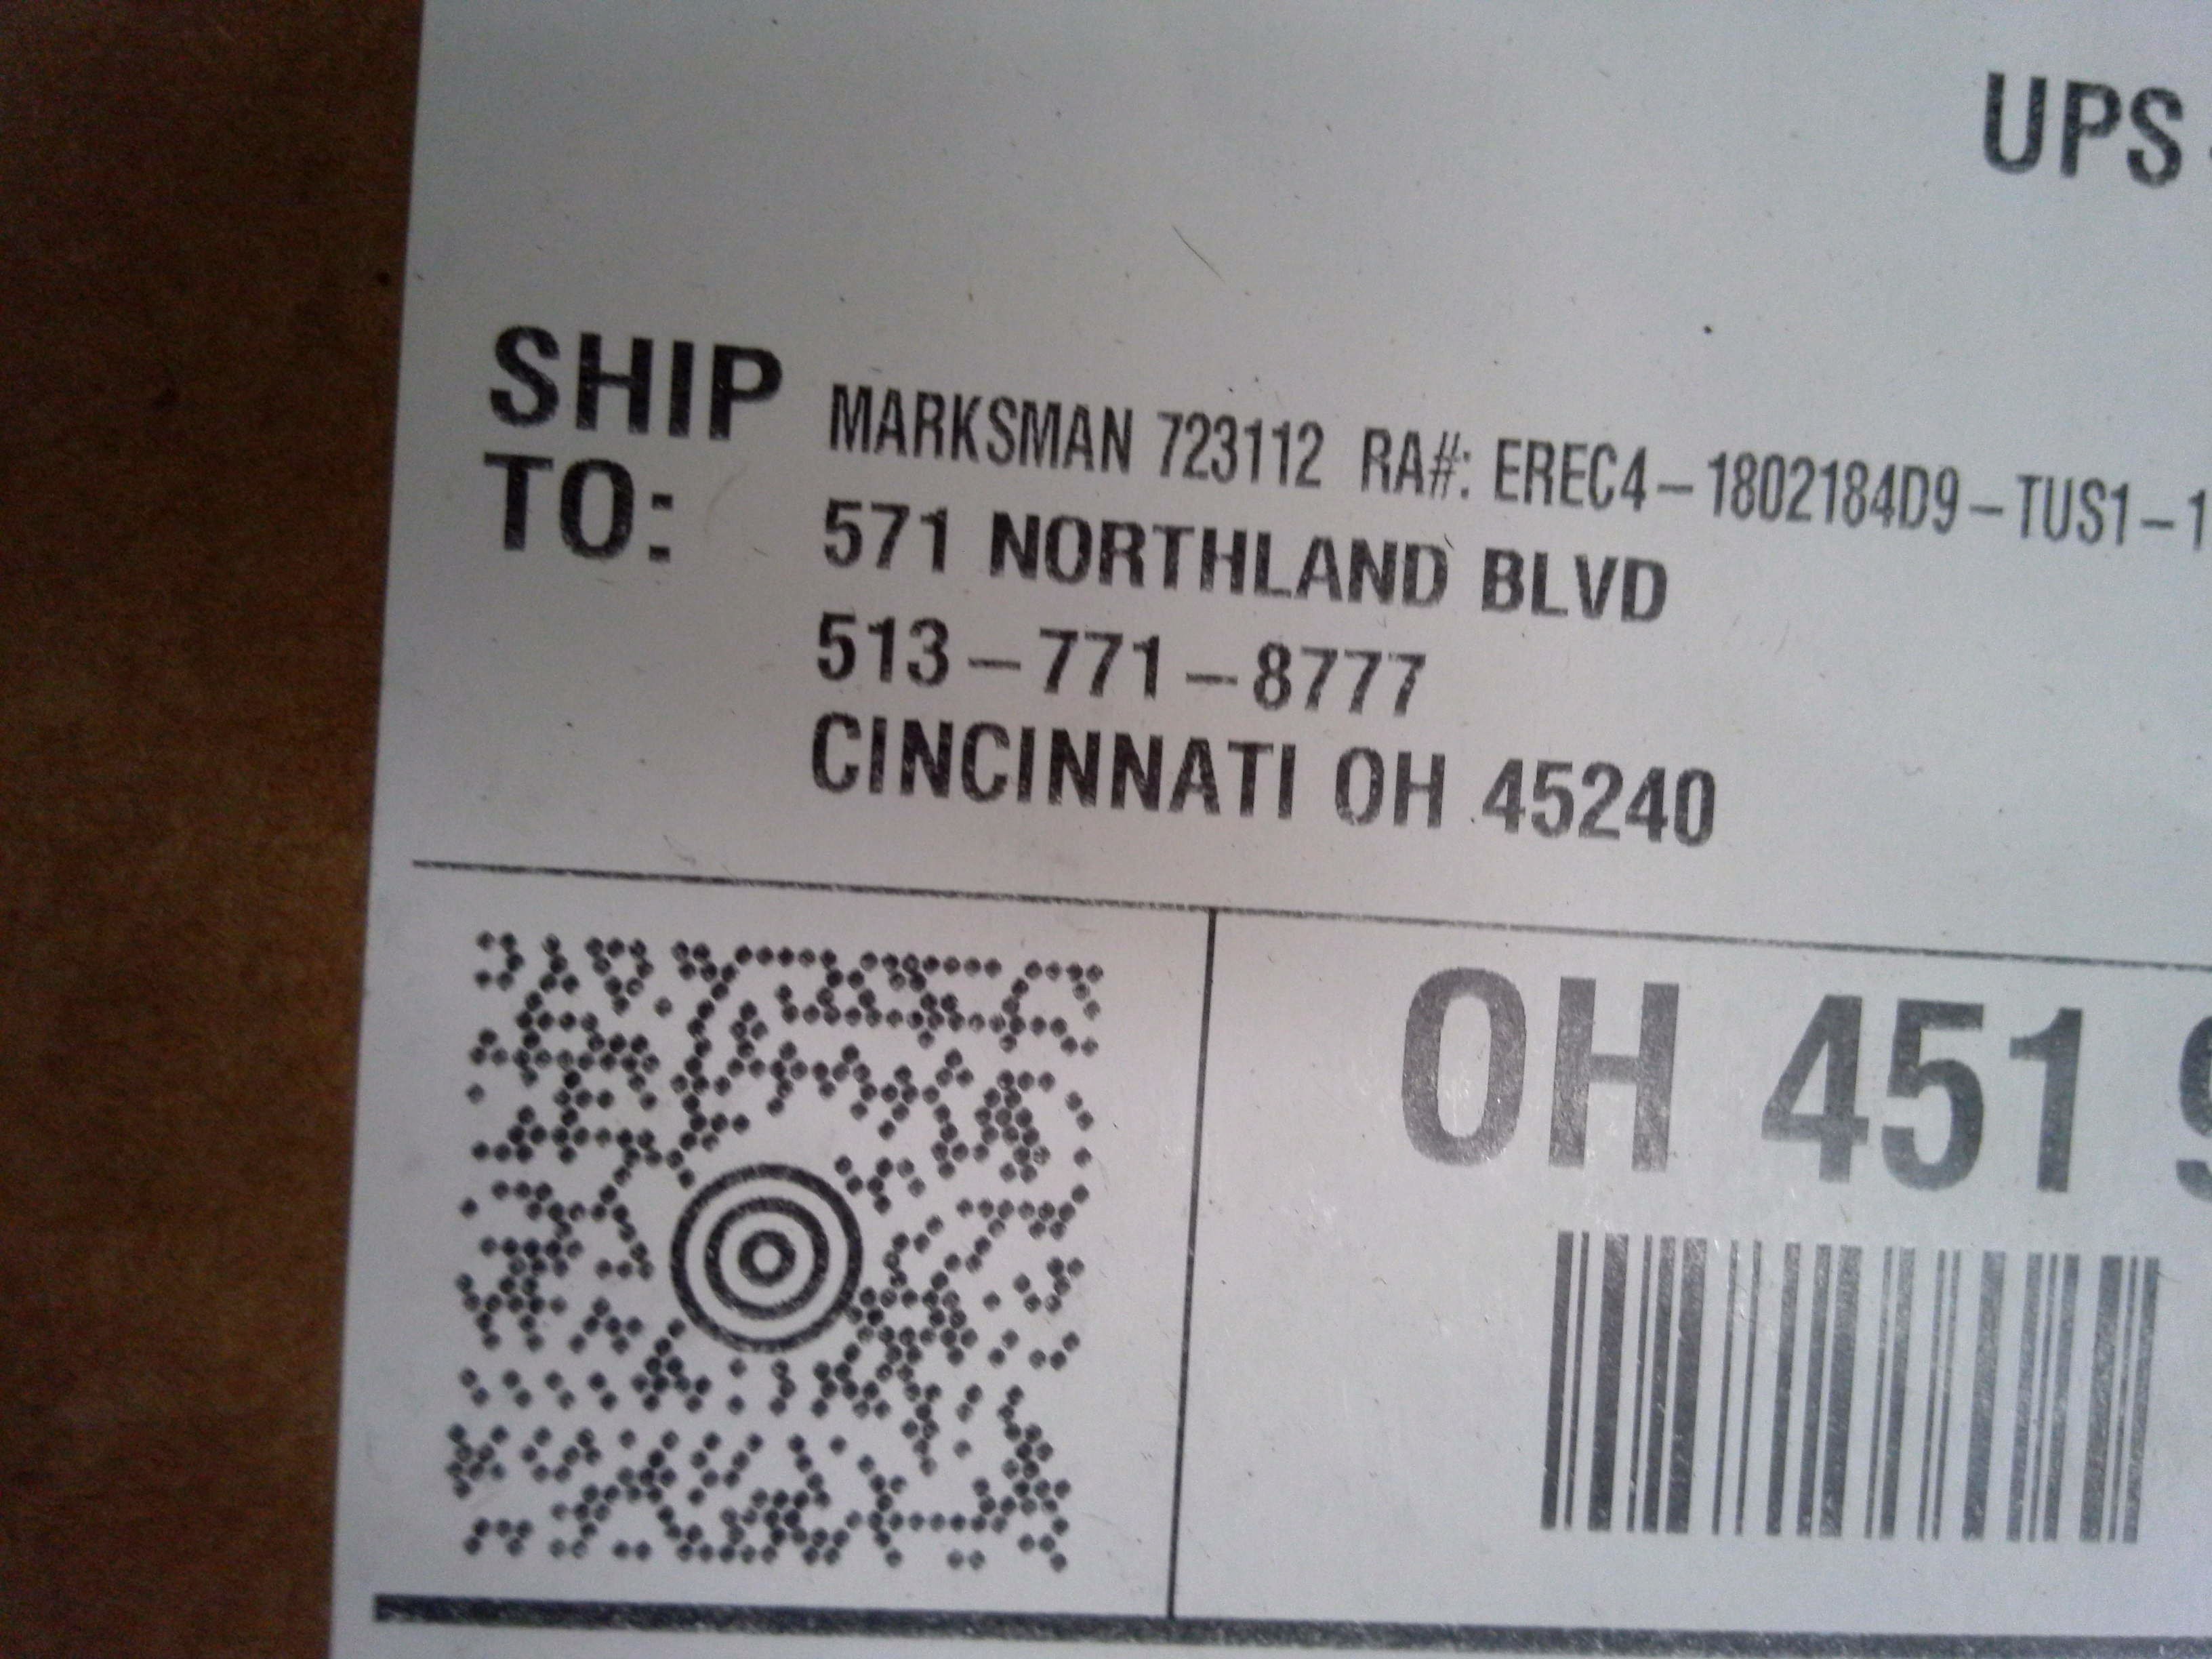 UPS
SHIP TO:
MARKSMAN 723112 RA#: EREC4-1802184D9-TUS1-1
571 NORTHLAND BLVD
513-771-8777
CINCINNATI OH 45240
OH 451 9